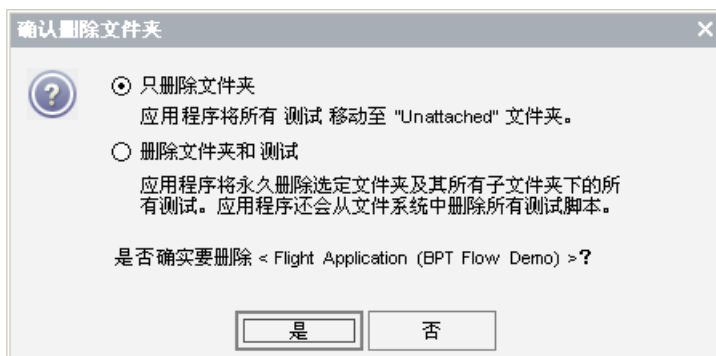 确认删除文件夹
只删除文件夹
应用程序将所有 测试 移动至 "Unattached" 文件夹。
删除文件夹和 测试
应用程序将永久删除选定文件夹及其所有子文件夹下的所
有测试。应用程序还会从文件系统中删除所有测试脚本。
是否确实要删除 < Flight Application (BPT Flow Demo) >?
是
否